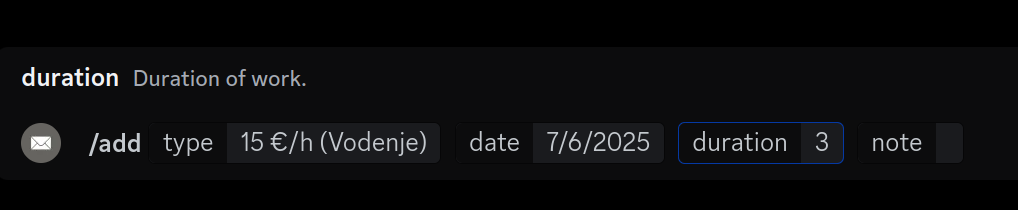 duration Duration of work.
/add type 15 €/h (Vodenje) date 7/6/2025 duration 3 note